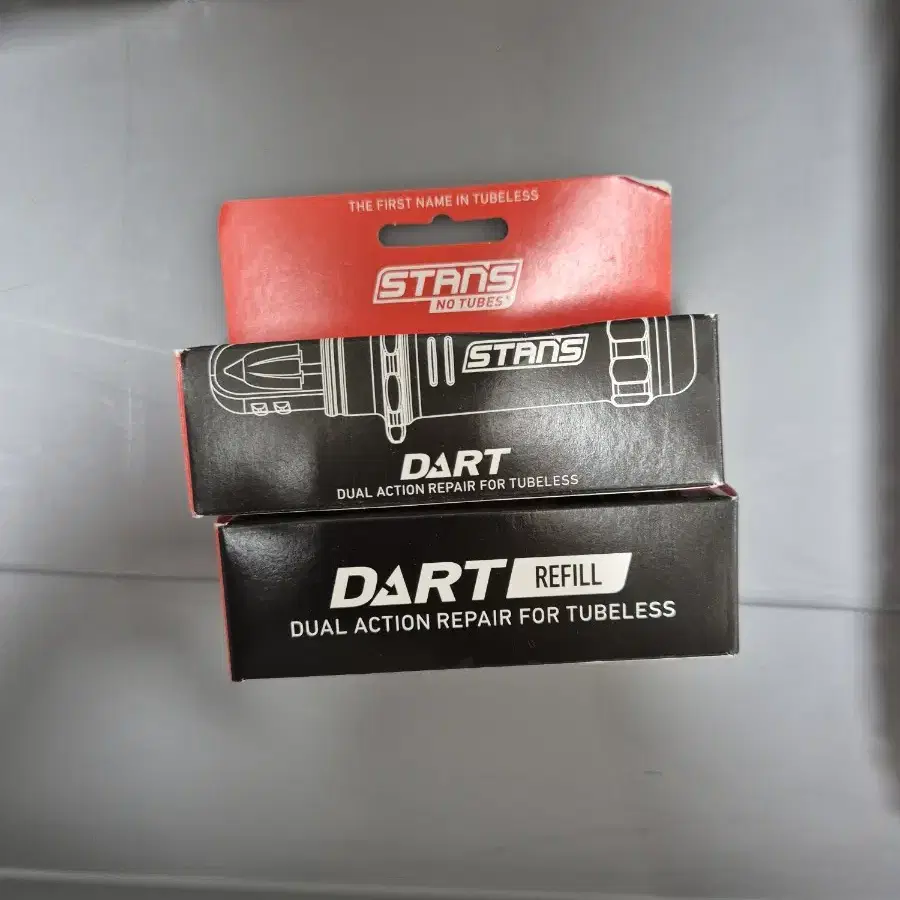 THE FIRST NAME IN TUBELESS
STANS
NO TUBES
STANS
DART
DUAL ACTION REPAIR FOR TUBELESS
DART REFILL
DUAL ACTION REPAIR FOR TUBELESS